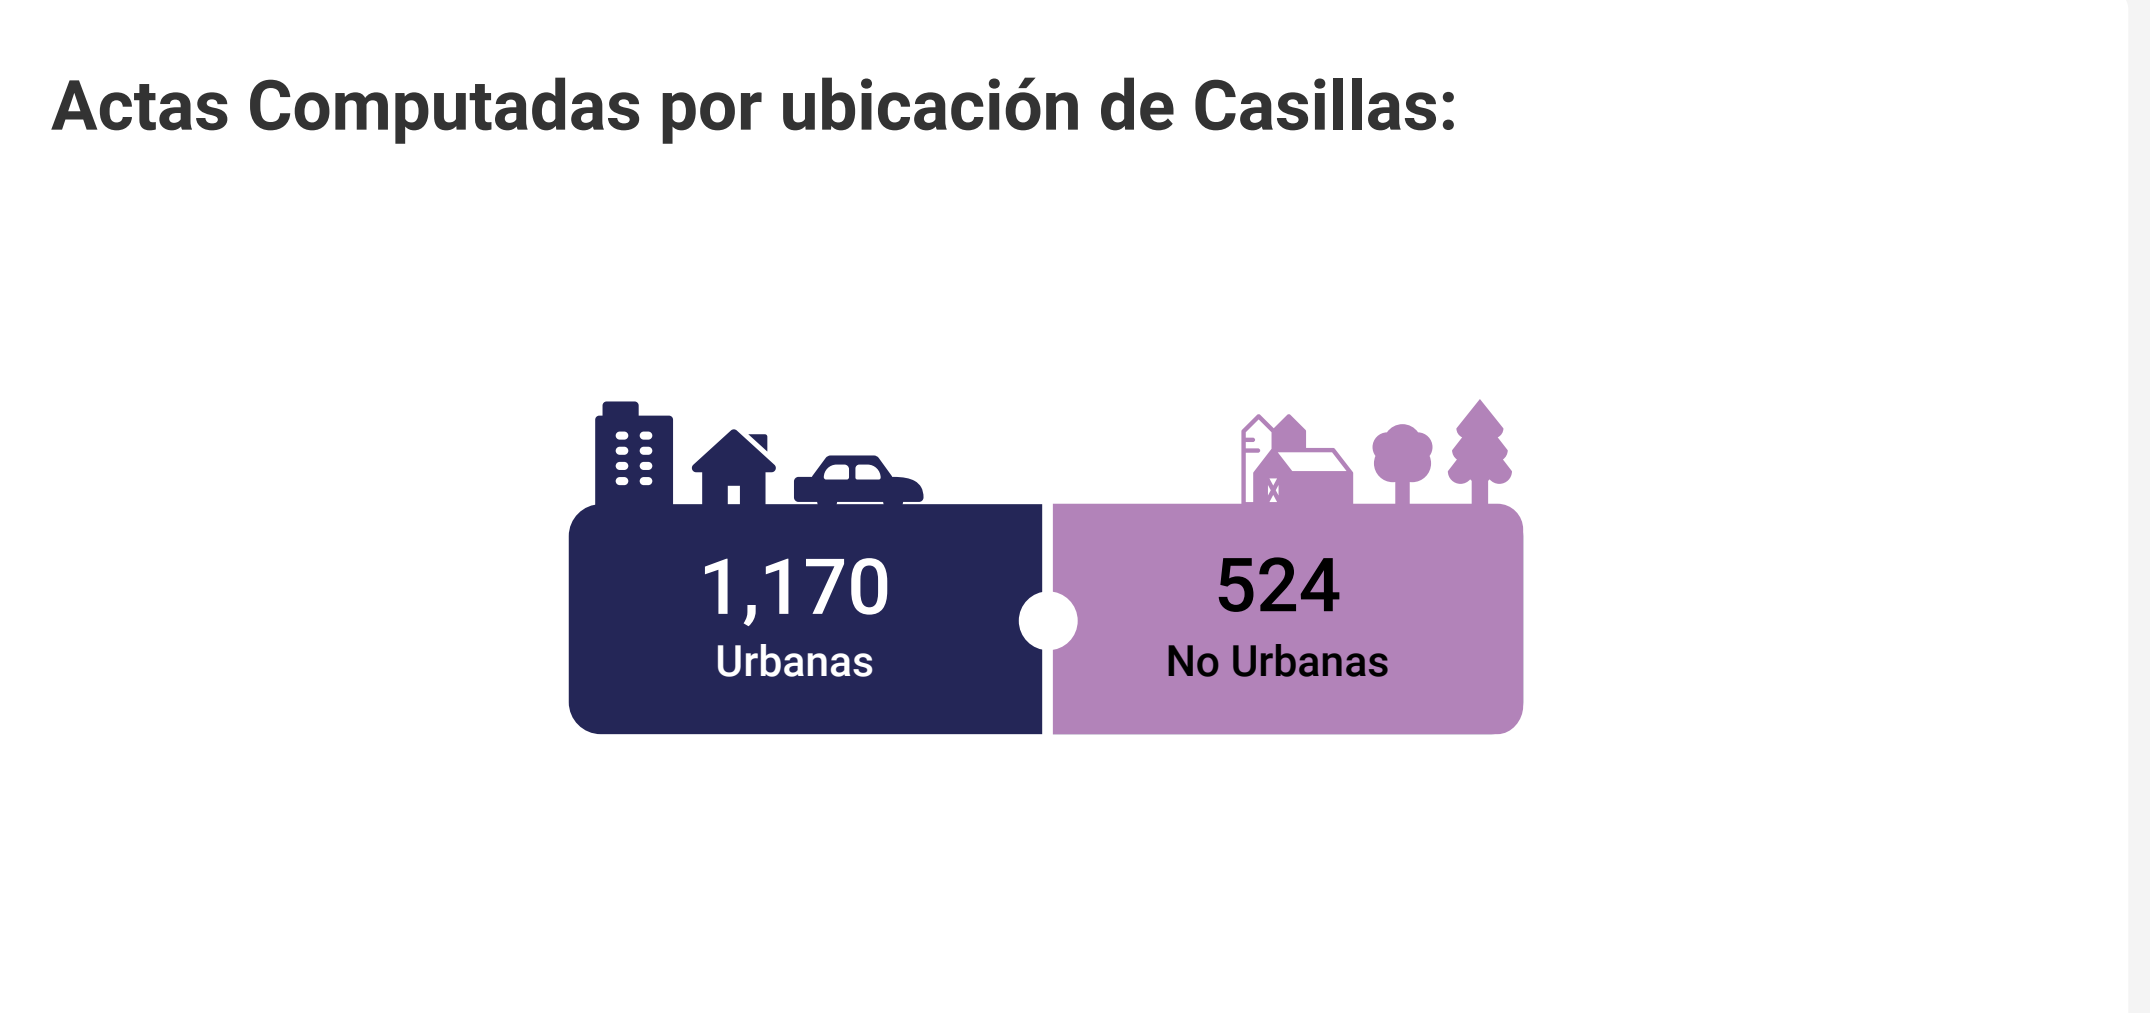 Actas Computadas por ubicación de Casillas:
1,170
Urbanas
524
No Urbanas